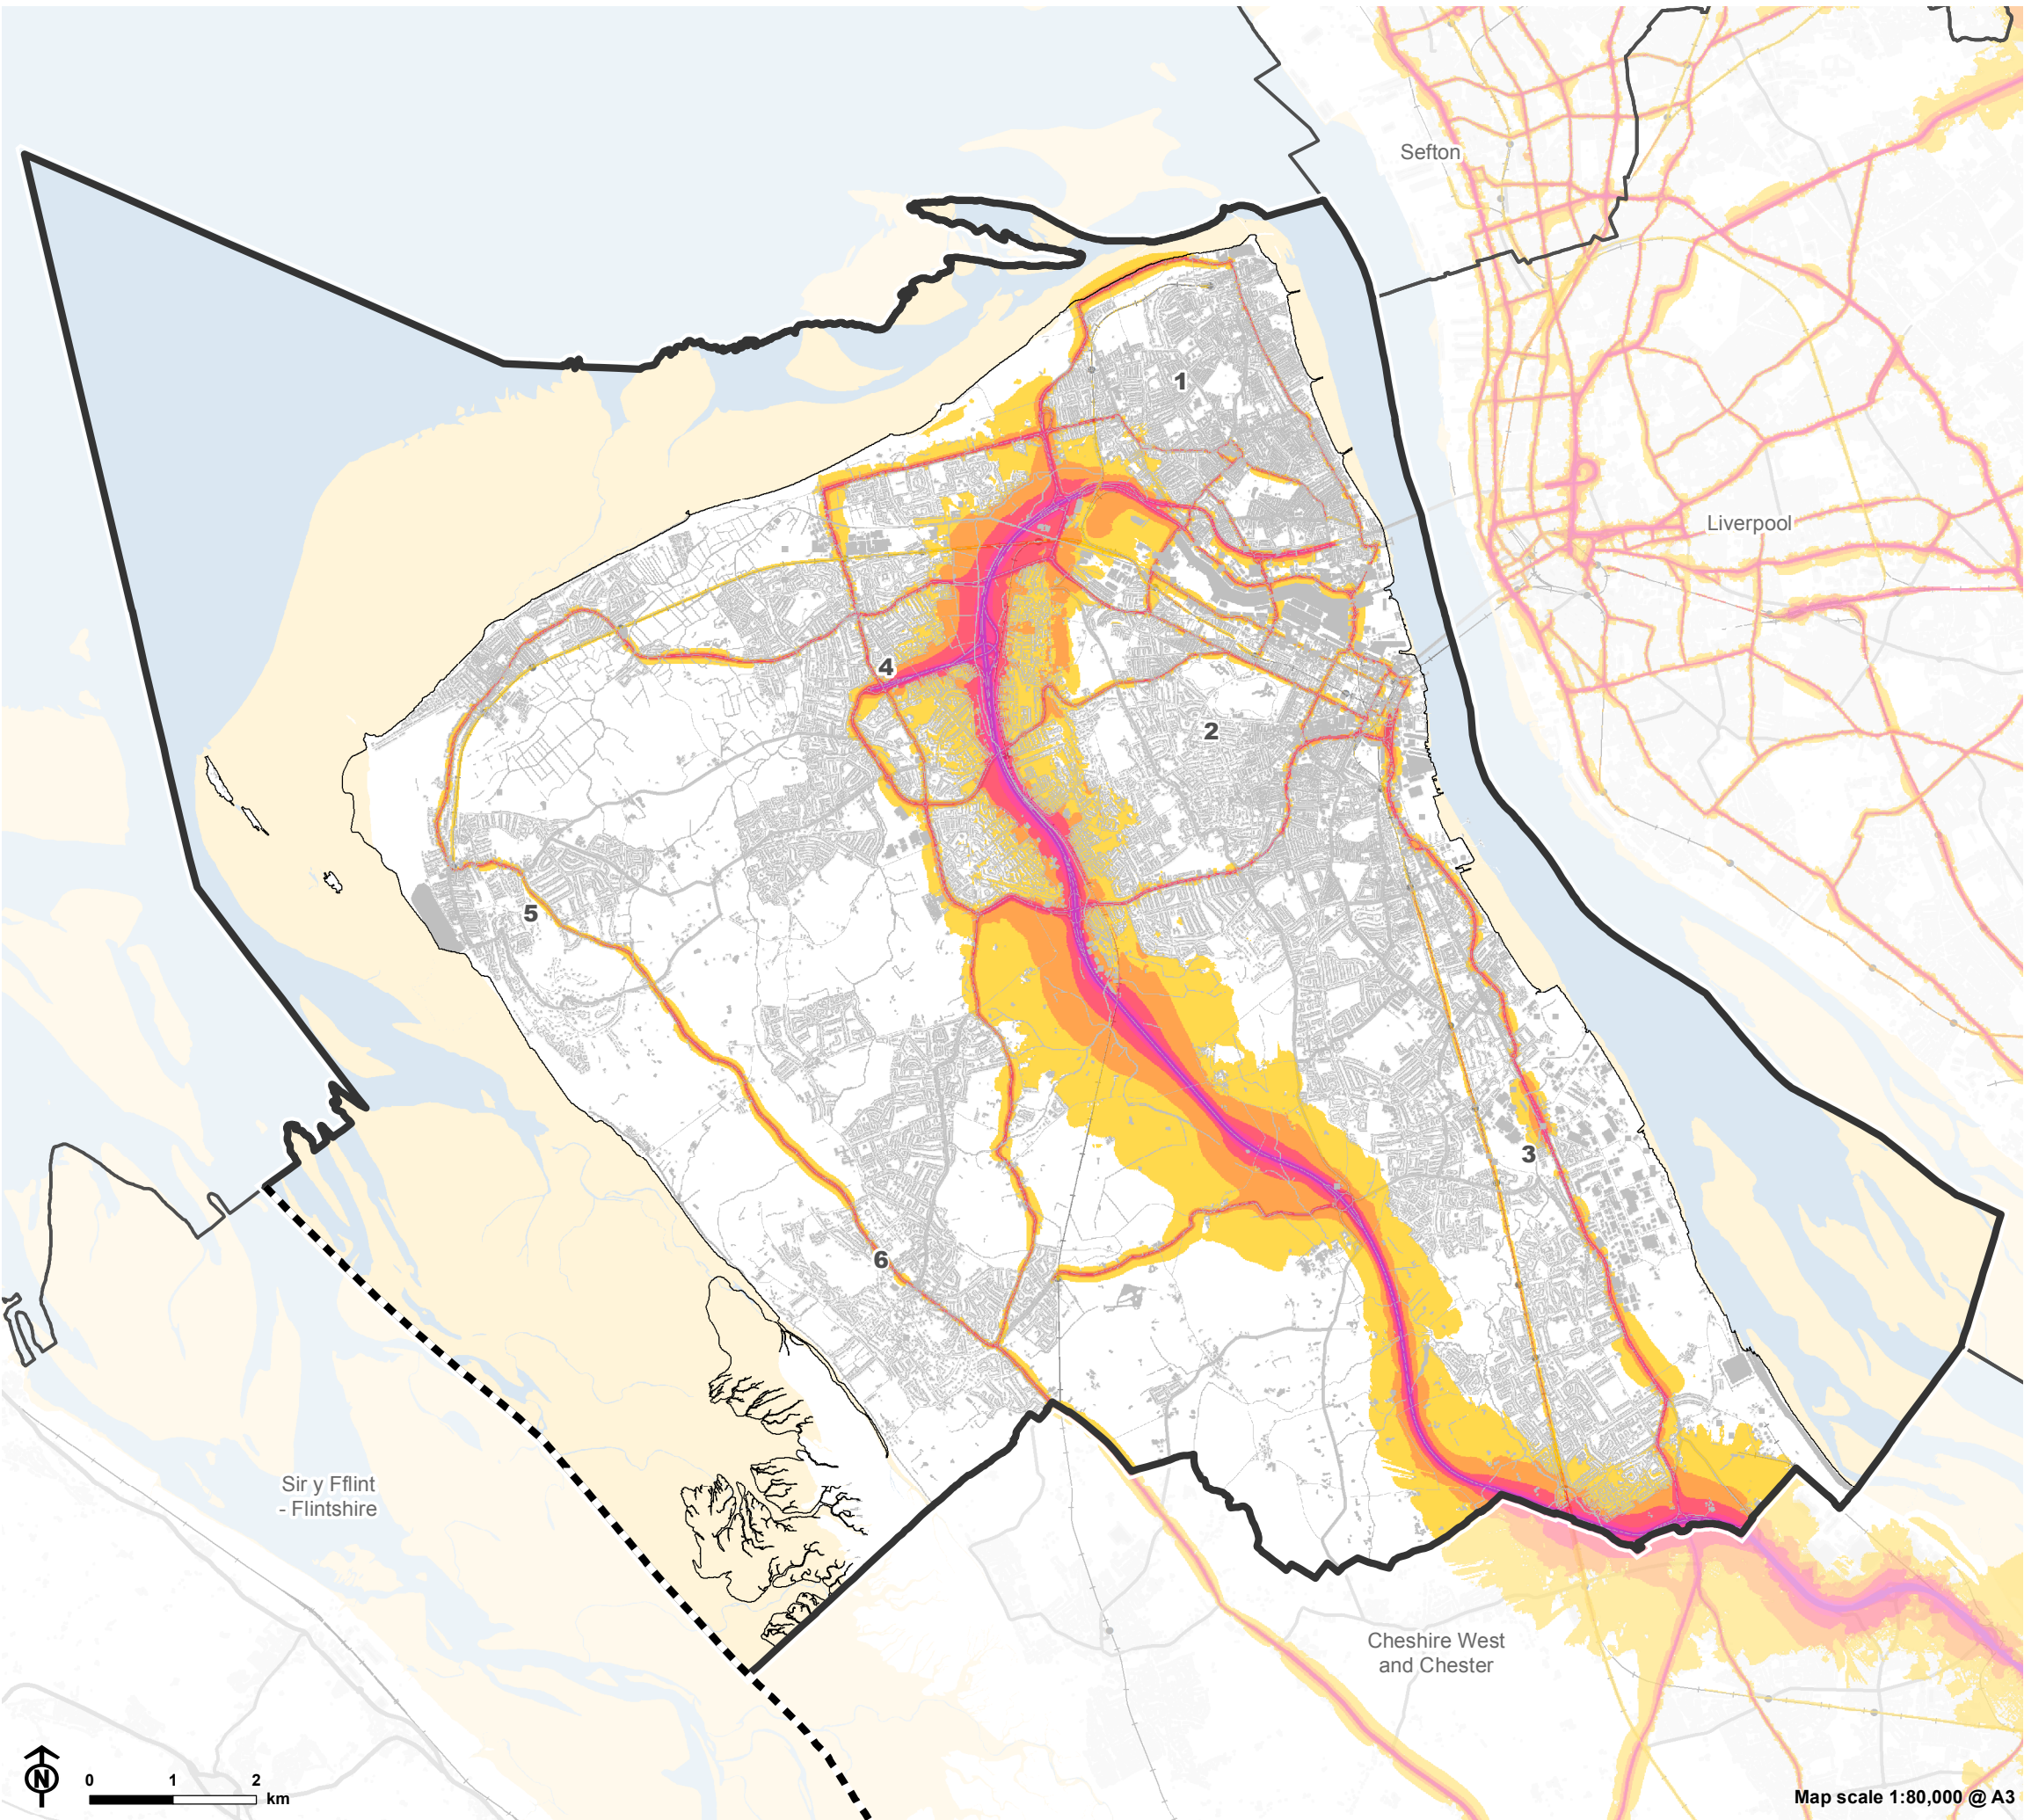 Sefton
1
Liverpool
4
2
5
3
6
Sir y Fflint
- Flintshire
Cheshire West
and Chester
N
0 1 2
km
Map scale 1:80,000 @ A3